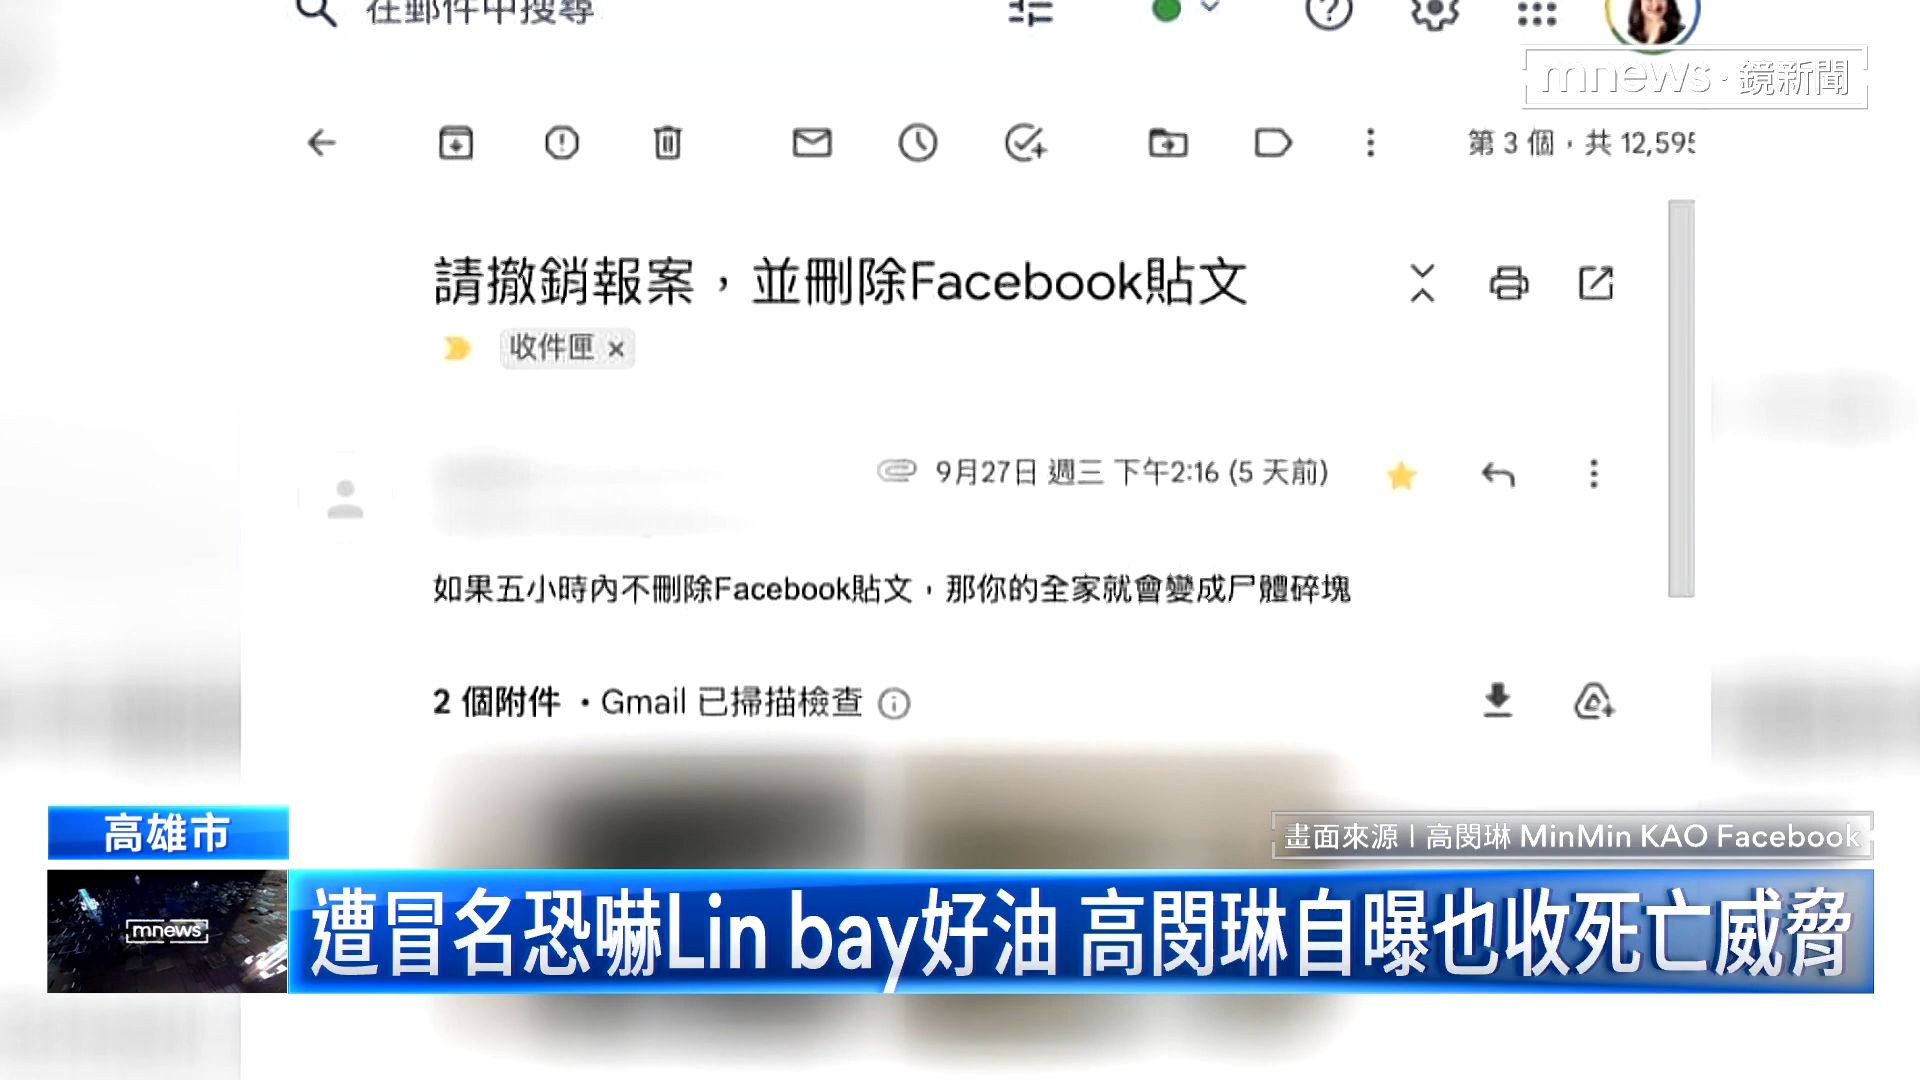 在郵件中搜尋
mnews·鏡新聞
第 3 個，共 12,595
請撤銷報案，並刪除Facebook貼文
收件匣 ×
9月27日 週三 下午2:16 (5 天前)
如果五小時內不刪除Facebook貼文，那你的全家就會變成尸體碎塊
2 個附件 · Gmail 已掃描檢查
高雄市
畫面來源 | 高閔琳 MinMin KAO Facebook
mnews
遭冒名恐嚇Lin bay好油 高閔琳自曝也收死亡威脅